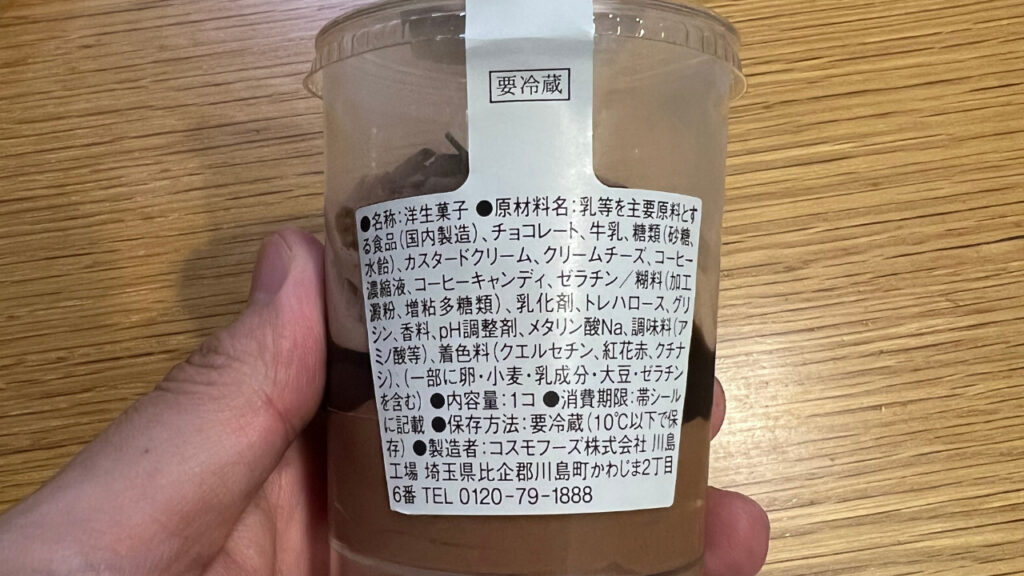 要冷蔵
●名称:洋生菓子 ●原材料名:乳等を主要原料とす
る食品(国内製造)、チョコレート、牛乳、糖類(砂糖、
水飴)、カスタードクリーム、クリームチーズ、コーヒー
濃縮液、コーヒーキャンディ、ゼラチン/糊料(加工
澱粉、増粘多糖類)、乳化剤、トレハロース、グリ
シン、香料、pH調整剤、メタリン酸Na、調味料(ア
ミノ酸等)、着色料(クエルセチン、紅花赤、クチナ
シ)、(一部に卵・小麦・乳成分・大豆・ゼラチン
を含む) ●内容量:1コ ●消費期限:帯シール
に記載 ●保存方法:要冷蔵(10℃以下で保
存) ●製造者:コスモフーズ株式会社 川島
工場 埼玉県比企郡川島町かわじま2丁目
6番 TEL 0120-79-1888